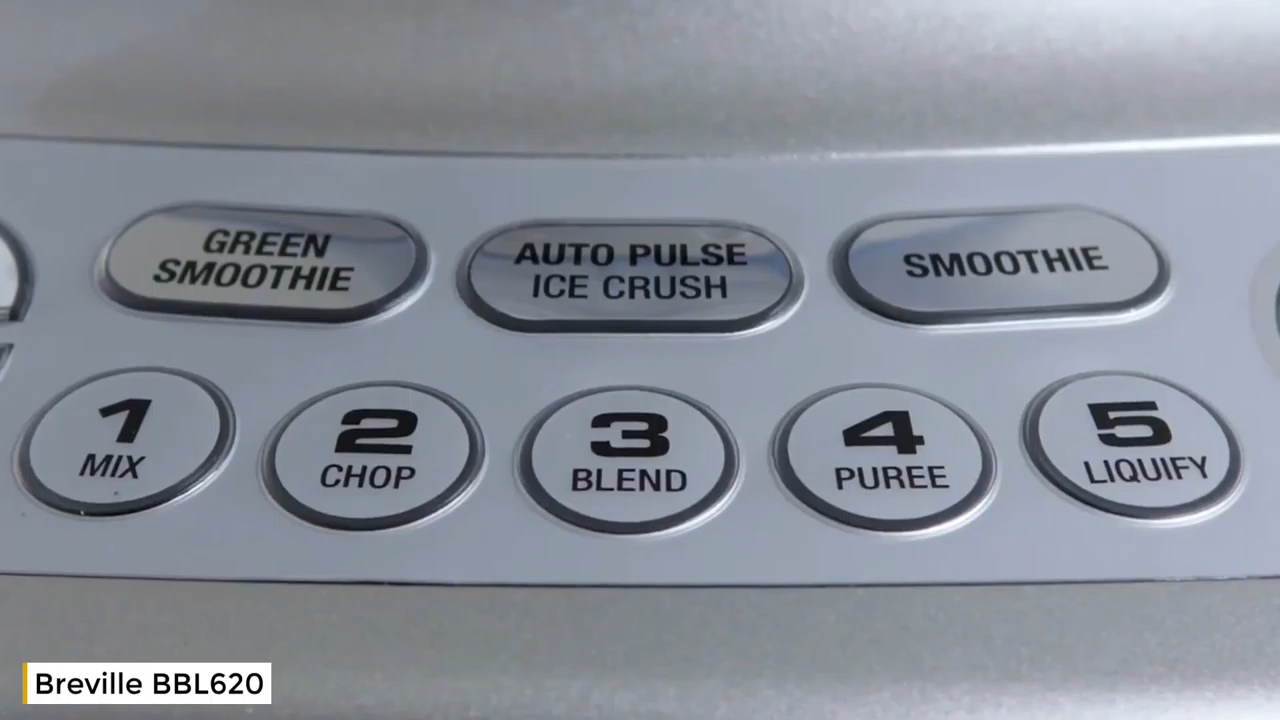 GREEN
SMOOTHIE
AUTO PULSE
ICE CRUSH
SMOOTHIE
1
MIX
2
CHOP
3
BLEND
4
PUREE
5
LIQUIFY
Breville BBL620